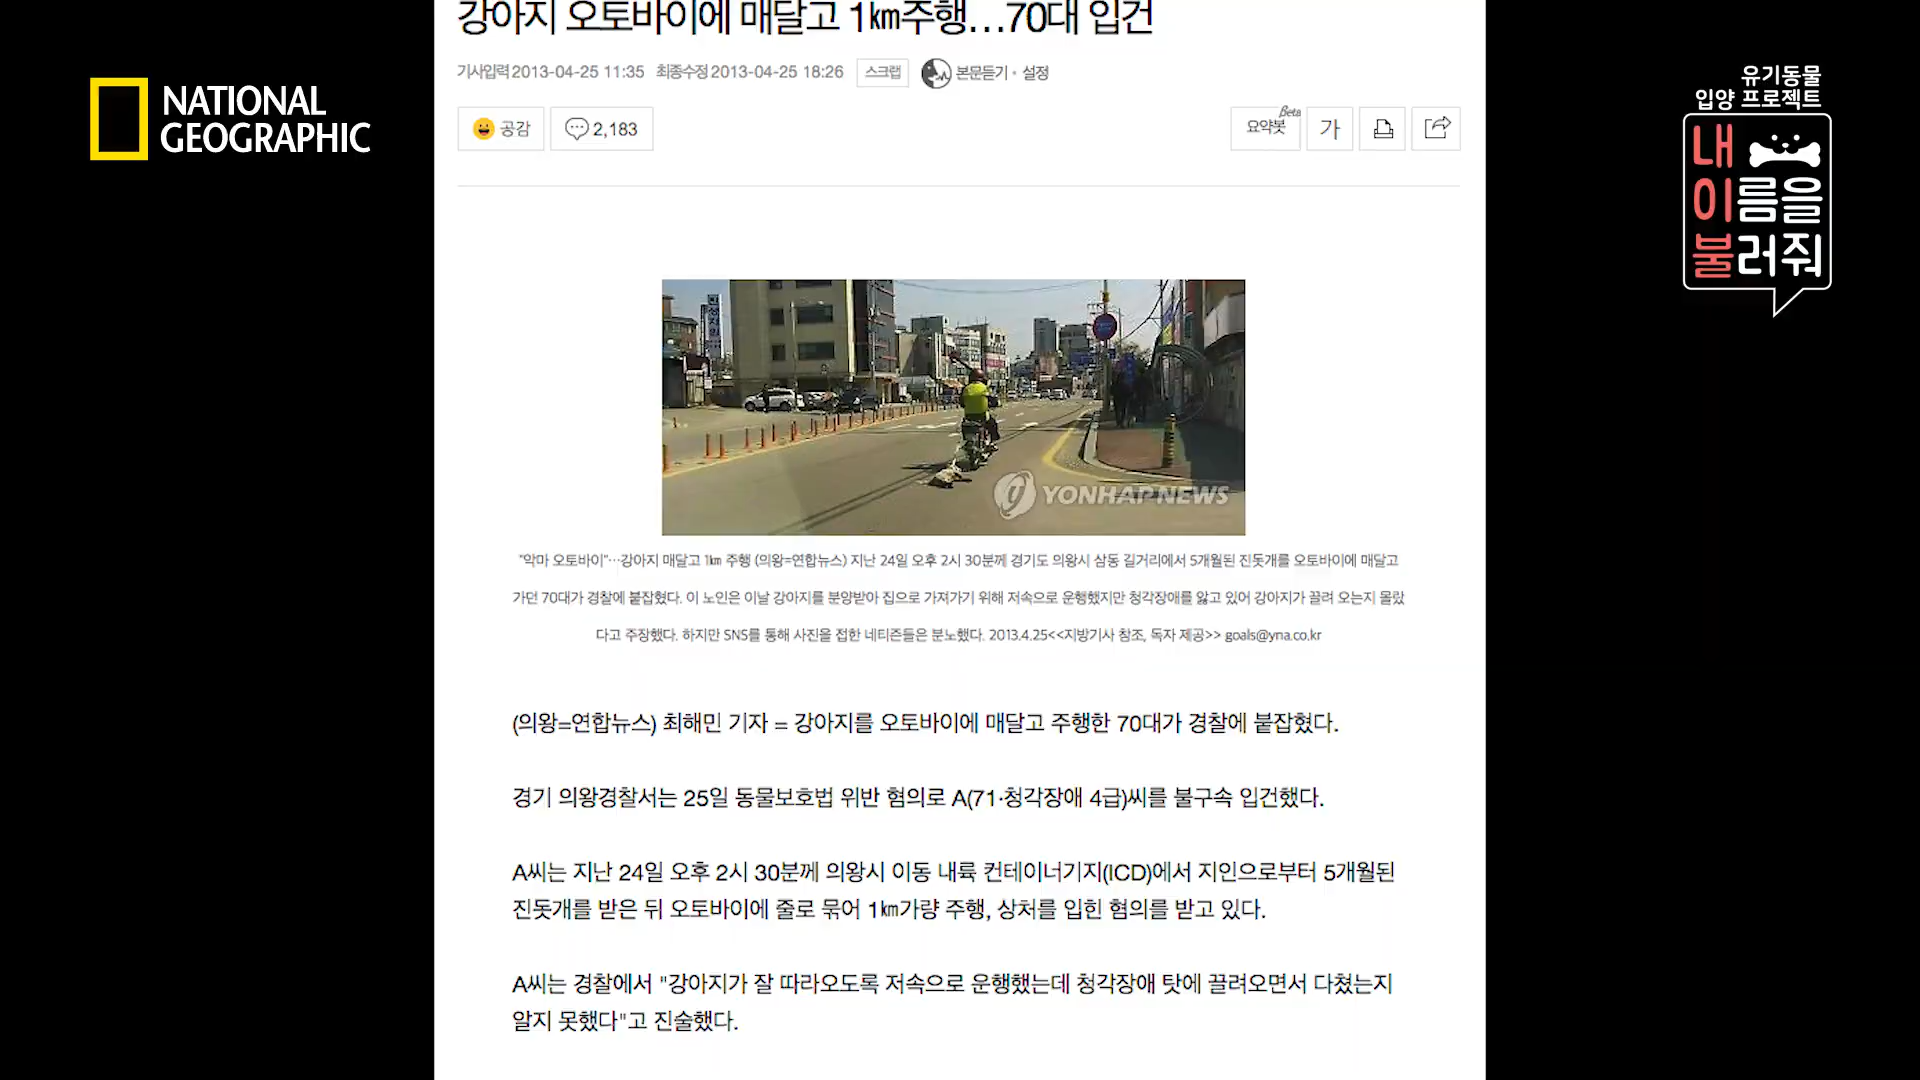 강아지 오토바이에 매달고 1㎞주행…70대 입건
기사입력 2013-04-25 11:35 최종수정 2013-04-25 18:26 스크랩 본문듣기 · 설정
NATIONAL
GEOGRAPHIC
유기동물
입양 프로젝트
내
이름을
불러줘
공감 2,183
요약봇 Beta 가
YONHAP NEWS
"악마 오토바이"…강아지 매달고 1㎞ 주행 (의왕=연합뉴스) 지난 24일 오후 2시 30분께 경기도 의왕시 삼동 길거리에서 5개월된 진돗개를 오토바이에 매달고
가던 70대가 경찰에 붙잡혔다. 이 노인은 이날 강아지를 분양받아 집으로 가져가기 위해 저속으로 운행했지만 청각장애를 앓고 있어 강아지가 끌려 오는지 몰랐
다고 주장했다. 하지만 SNS를 통해 사진을 접한 네티즌들은 분노했다. 2013.4.25<<지방기사 참조, 독자 제공>> goals@yna.co.kr
(의왕=연합뉴스) 최해민 기자 = 강아지를 오토바이에 매달고 주행한 70대가 경찰에 붙잡혔다.
경기 의왕경찰서는 25일 동물보호법 위반 혐의로 A(71·청각장애 4급)씨를 불구속 입건했다.
A씨는 지난 24일 오후 2시 30분께 의왕시 이동 내륙 컨테이너기지(ICD)에서 지인으로부터 5개월된
진돗개를 받은 뒤 오토바이에 줄로 묶어 1㎞가량 주행, 상처를 입힌 혐의를 받고 있다.
A씨는 경찰에서 "강아지가 잘 따라오도록 저속으로 운행했는데 청각장애 탓에 끌려오면서 다쳤는지
알지 못했다"고 진술했다.